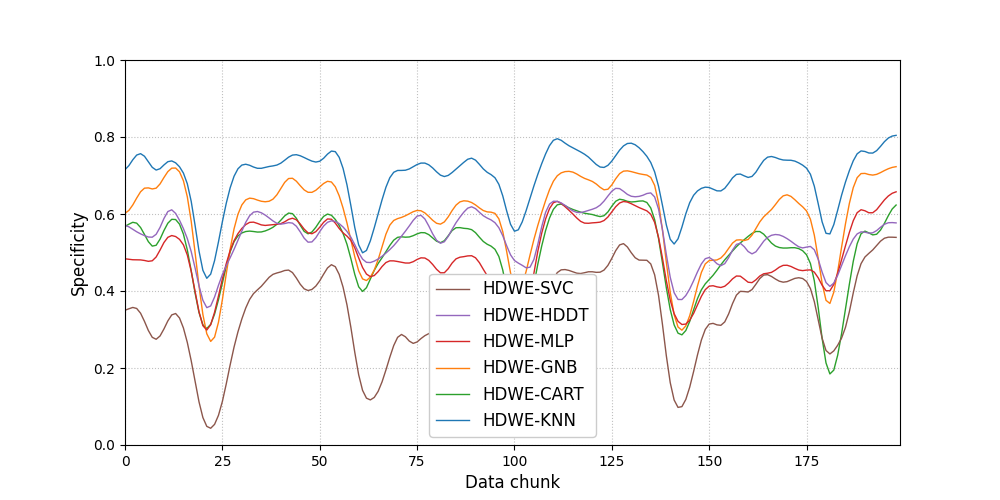 1.0
0.8
0.6
0.4
0.2
0.0
Specificity
HDWE-SVC
HDWE-HDDT
HDWE-MLP
HDWE-GNB
HDWE-CART
HDWE-KNN
0 25 50 75 100 125 150 175
Data chunk